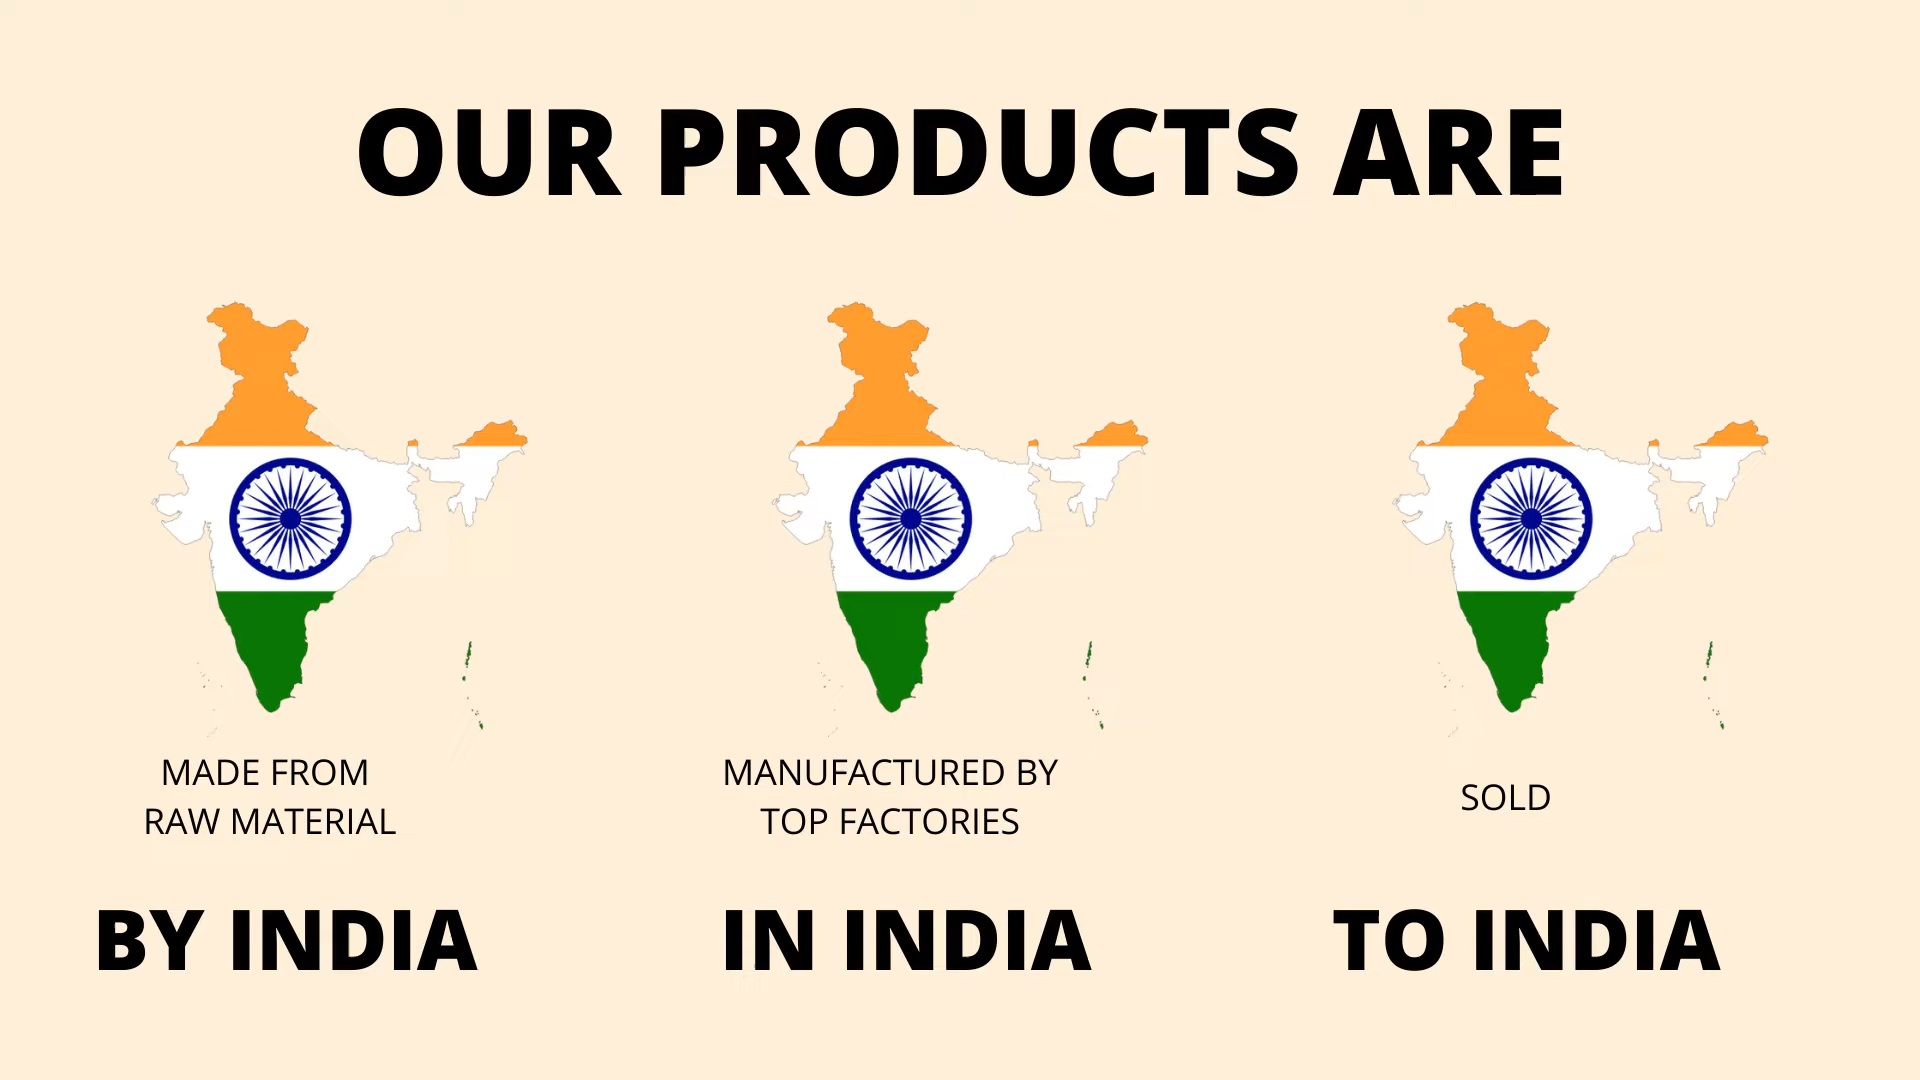 OUR PRODUCTS ARE
MADE FROM
RAW MATERIAL
BY INDIA
MANUFACTURED BY
TOP FACTORIES
IN INDIA
SOLD
TO INDIA